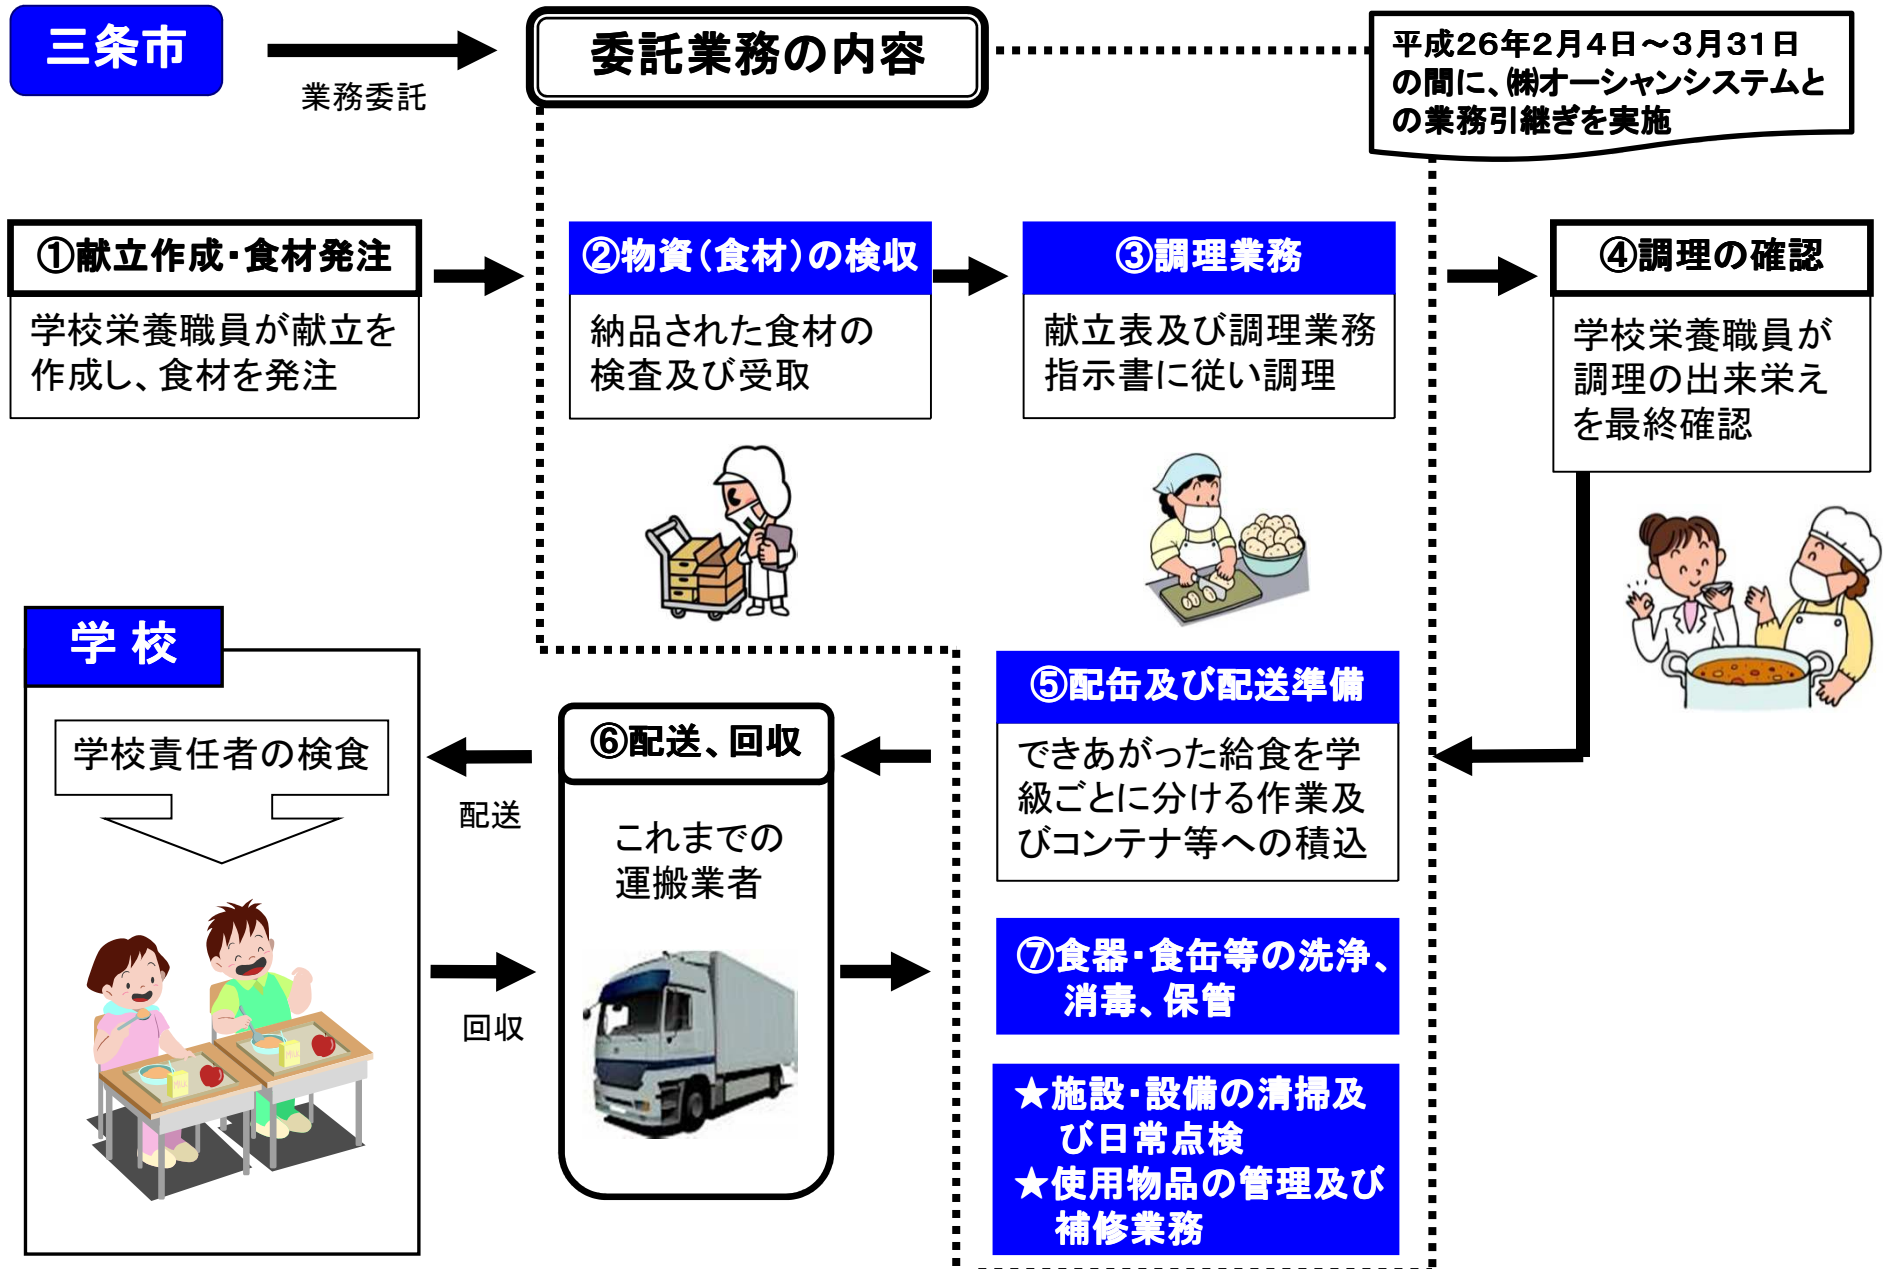 三条市
業務委託
委託業務の内容
平成26年2月4日～3月31日
の間に、㈱オーシャンシステムと
の業務引継ぎを実施
①献立作成・食材発注
学校栄養職員が献立を
作成し、食材を発注
②物資(食材)の検収
納品された食材の
検査及び受取
③調理業務
献立表及び調理業務
指示書に従い調理
④調理の確認
学校栄養職員が
調理の出来栄え
を最終確認
⑤配缶及び配送準備
できあがった給食を学
級ごとに分ける作業及
びコンテナ等への積込
⑥配送、回収
これまでの
運搬業者
配送
回収
学校
学校責任者の検食
⑦食器・食缶等の洗浄、
消毒、保管
★施設・設備の清掃及
び日常点検
★使用物品の管理及び
補修業務